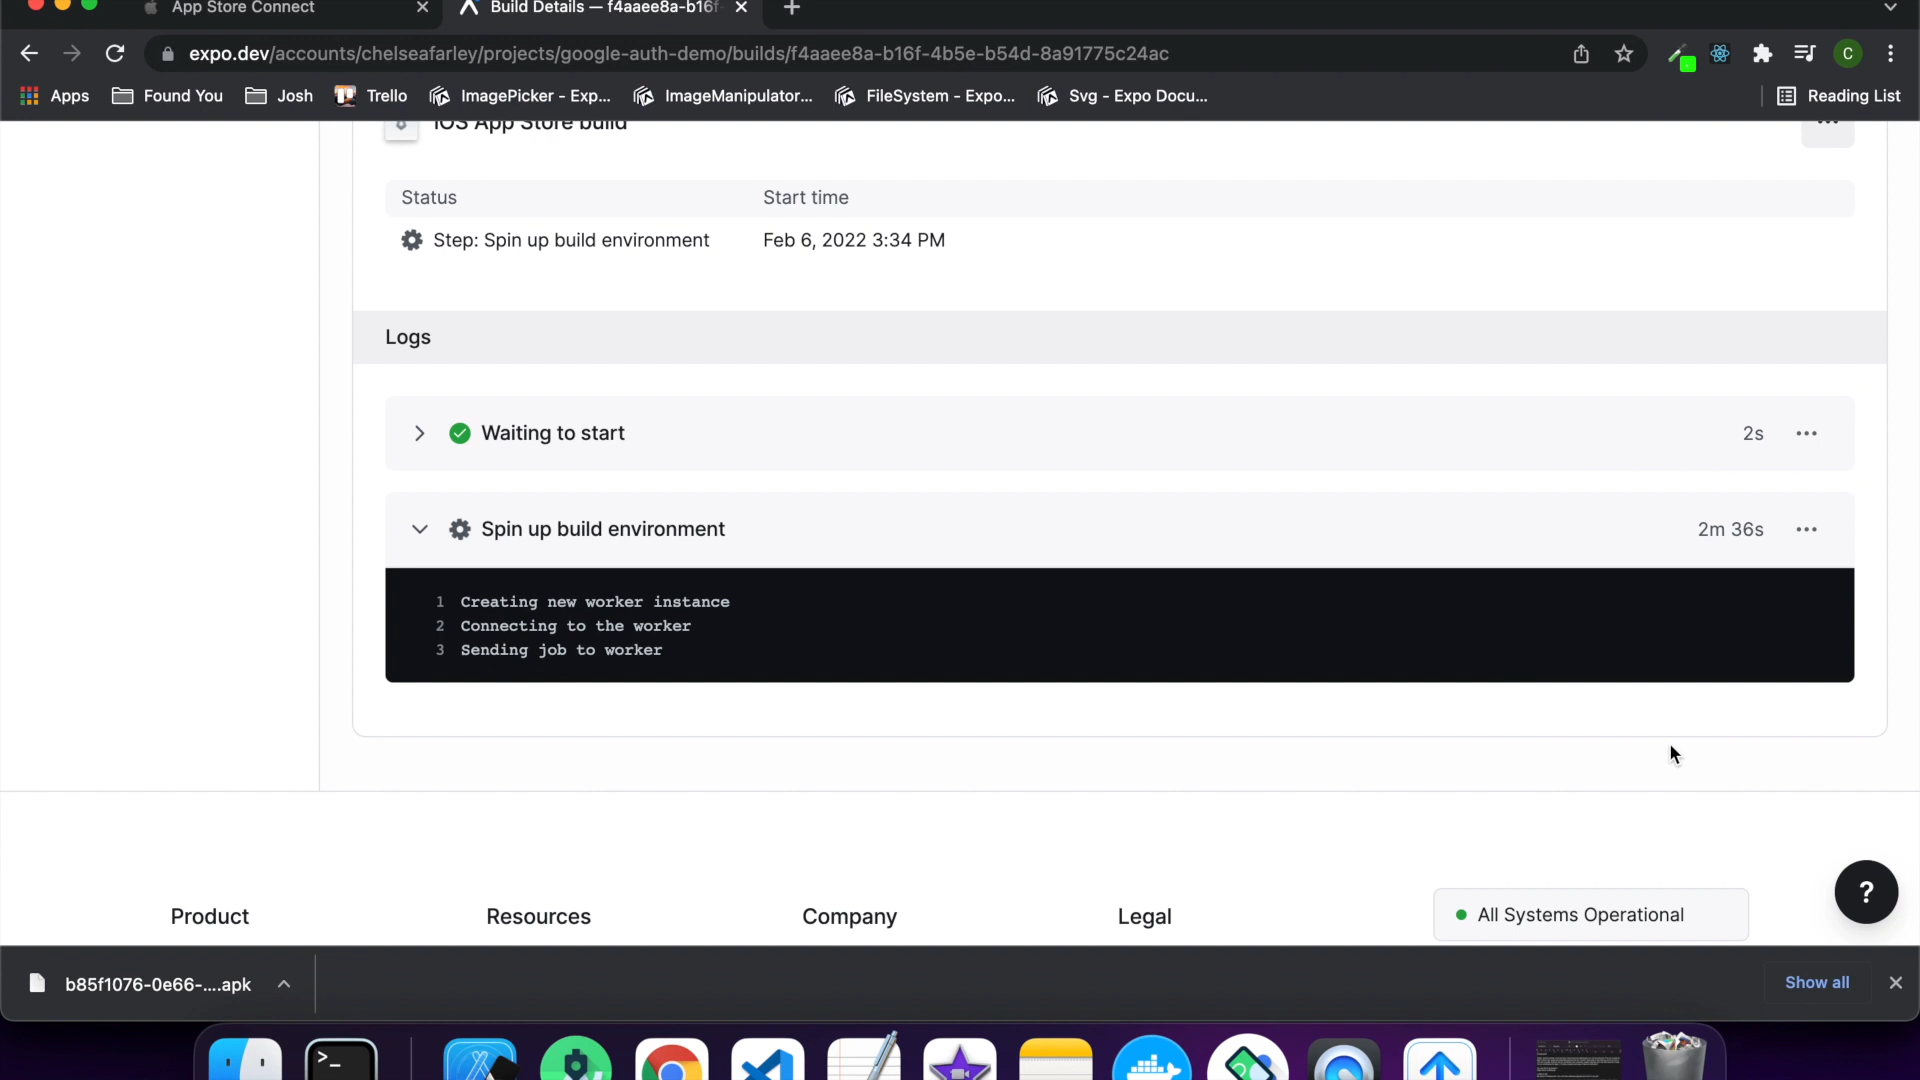 App Store Connect
Build Details — f4aaee8a-b16f-
expo.dev/accounts/chelseafarley/projects/google-auth-demo/builds/f4aaee8a-b16f-4b5e-b54d-8a91775c24ac
C
Apps
Found You
Josh
Trello
ImagePicker - Exp...
ImageManipulator...
FileSystem - Expo...
Svg - Expo Docu...
Reading List
iOS App Store build
Status
Start time
Step: Spin up build environment
Feb 6, 2022 3:34 PM
Logs
Waiting to start
2s
Spin up build environment
2m 36s
1 Creating new worker instance
2 Connecting to the worker
3 Sending job to worker
?
Product
Resources
Company
Legal
All Systems Operational
b85f1076-0e66-....apk
Show all
>_